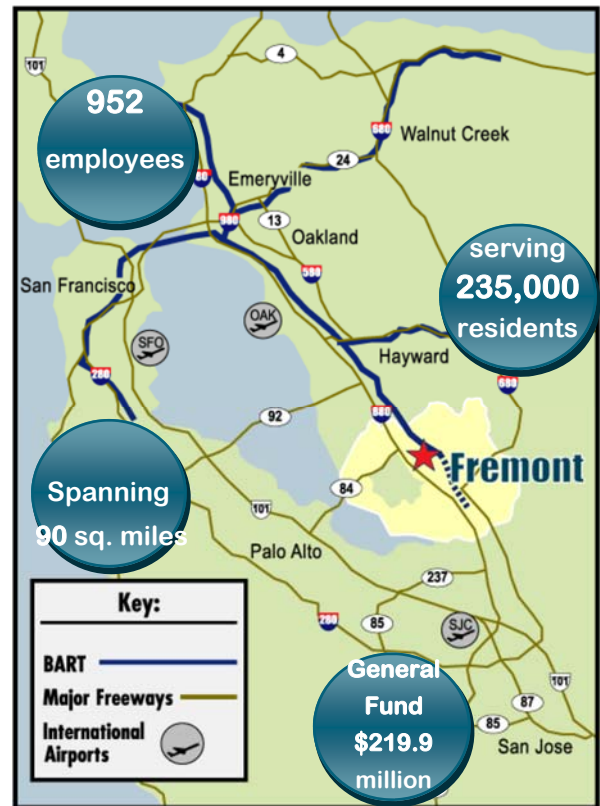 4
101
952
employees
680
Walnut Creek
24
80
Emeryville
980
13
Oakland
580
serving
235,000
residents
San Francisco
OAK
SFO
Hayward
280
680
92
880
Fremont
Spanning
90 sq. miles
84
101
Palo Alto
237
Key:
280
85
SJC
BART
General
Fund
$219.9
million
101
Major Freeways
87
85
International
Airports
San Jose